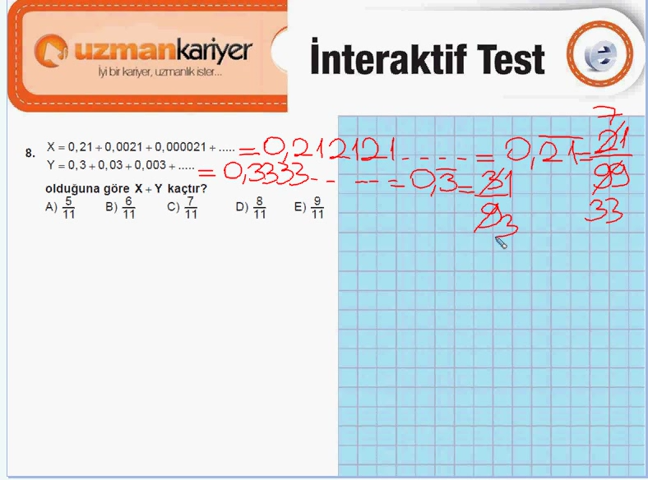 uzmankariyer
İyi bir kariyer, uzmanlık ister...
İnteraktif Test
e
8. X = 0,21 + 0,0021 + 0,000021 + ..... = 0,212121 ..... = 0,21 = 21/99 7 33
Y = 0,3 + 0,03 + 0,003 + ..... = 0,3333 ..... = 0,3 = 3/9 1 3
olduğuna göre X + Y kaçtır?
A) 5/11 B) 6/11 C) 7/11 D) 8/11 E) 9/11